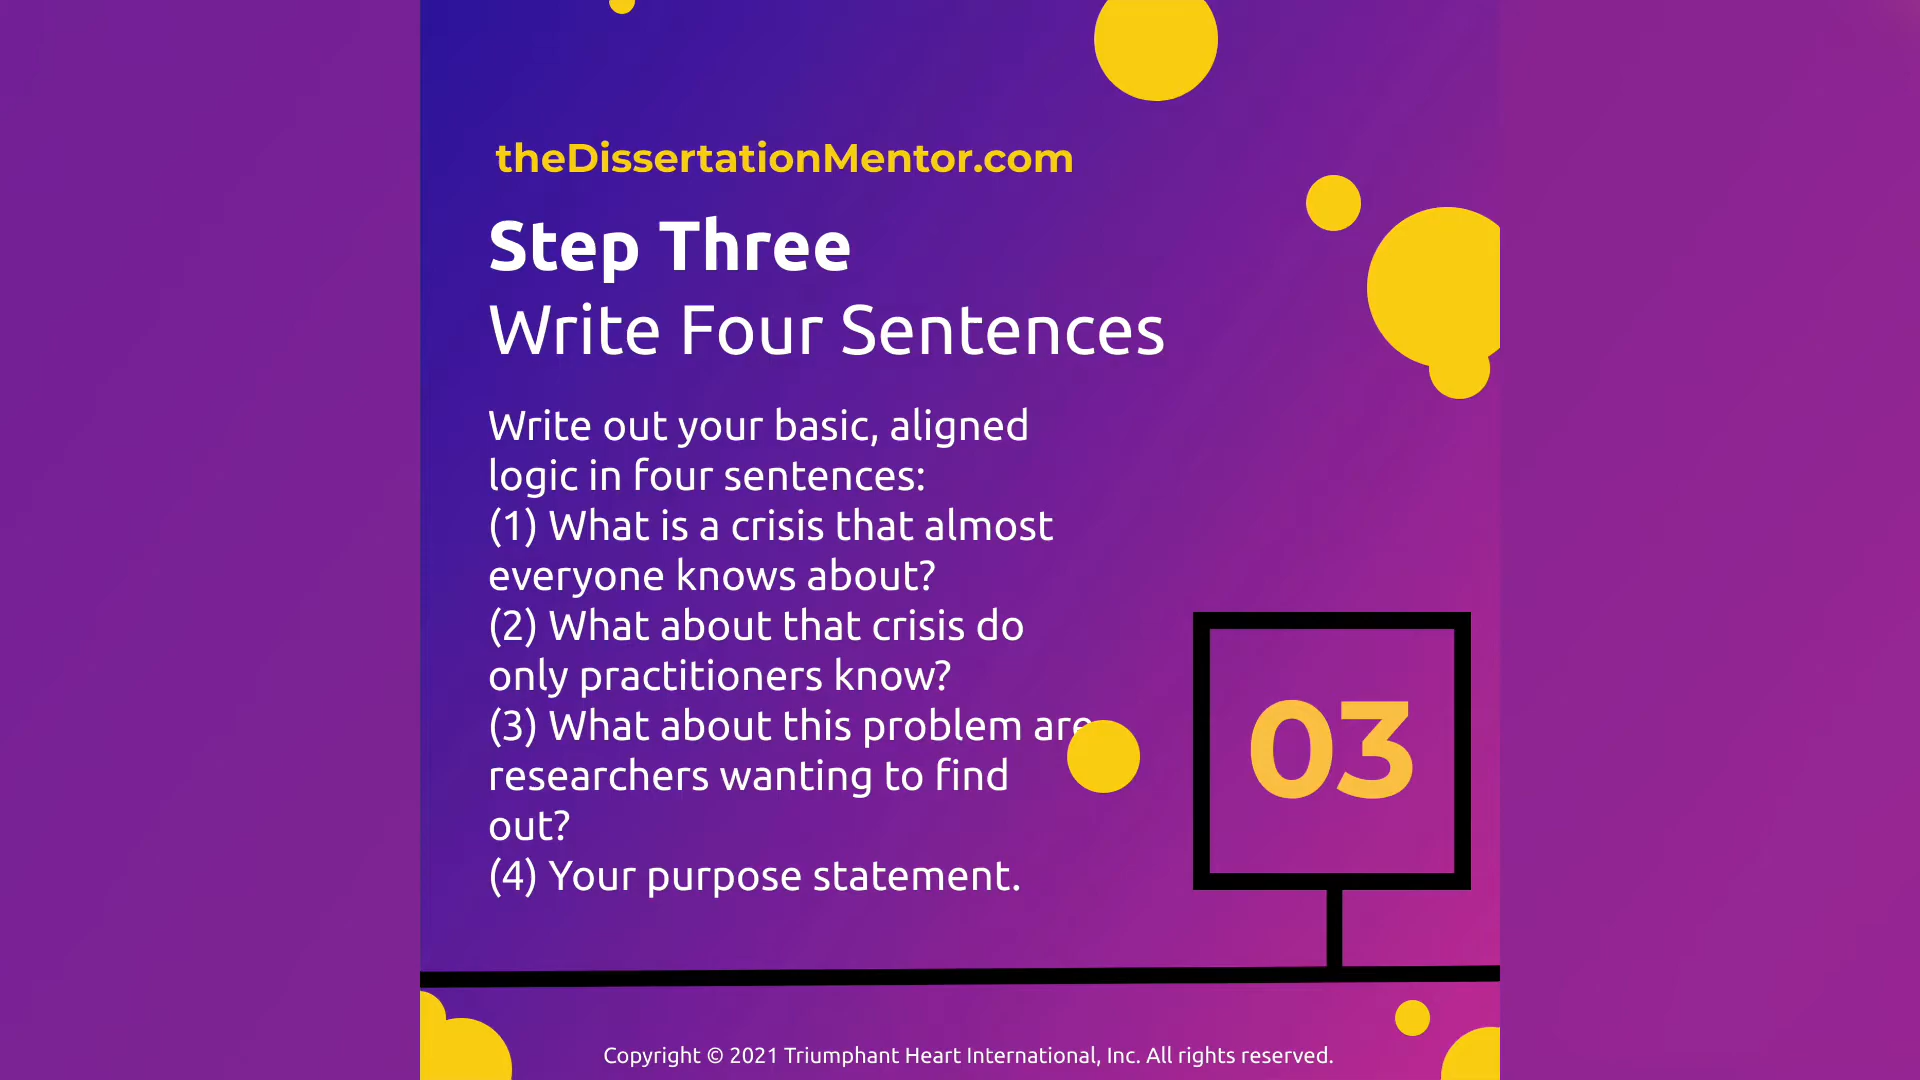 theDissertationMentor.com
Step Three
Write Four Sentences
Write out your basic, aligned
logic in four sentences:
(1) What is a crisis that almost
everyone knows about?
(2) What about that crisis do
only practitioners know?
(3) What about this problem are
researchers wanting to find
out?
(4) Your purpose statement.
03
Copyright © 2021 Triumphant Heart International, Inc. All rights reserved.